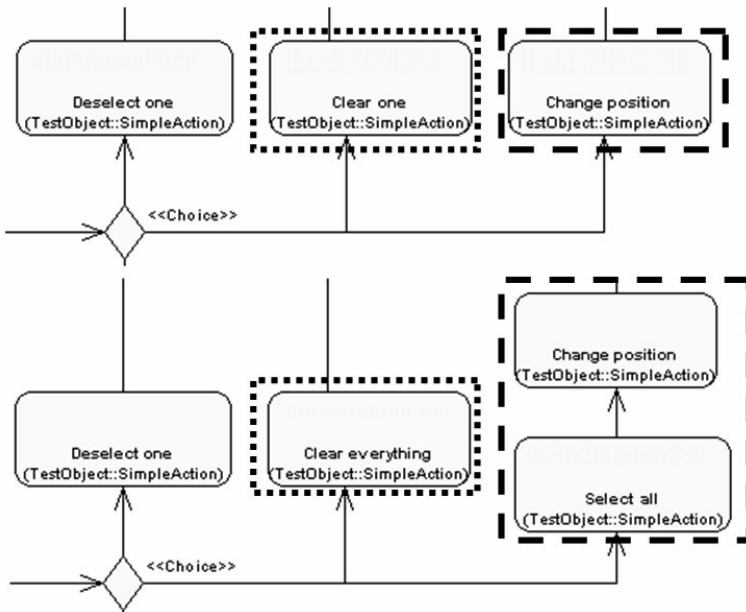 Deselect one
(TestObject::SimpleAction)
Clear one
(TestObject::SimpleAction)
Change position
(TestObject::SimpleAction)
<<Choice>>
Change position
(TestObject::SimpleAction)
Deselect one
(TestObject::SimpleAction)
Clear everything
(TestObject::SimpleAction)
Select all
(TestObject::SimpleAction)
<<Choice>>